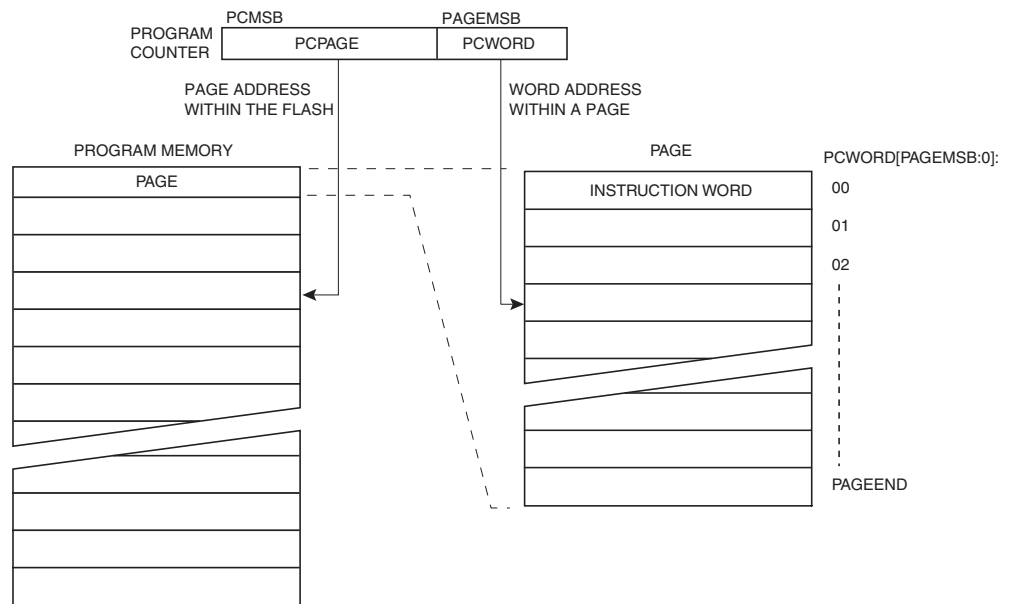 PCMSB
PAGEMSB
PROGRAM
COUNTER
PCPAGE
PCWORD
PAGE ADDRESS
WITHIN THE FLASH
WORD ADDRESS
WITHIN A PAGE
PROGRAM MEMORY
PAGE
PAGE
PCWORD[PAGEMSB:0]:
INSTRUCTION WORD
00
01
02
PAGEEND